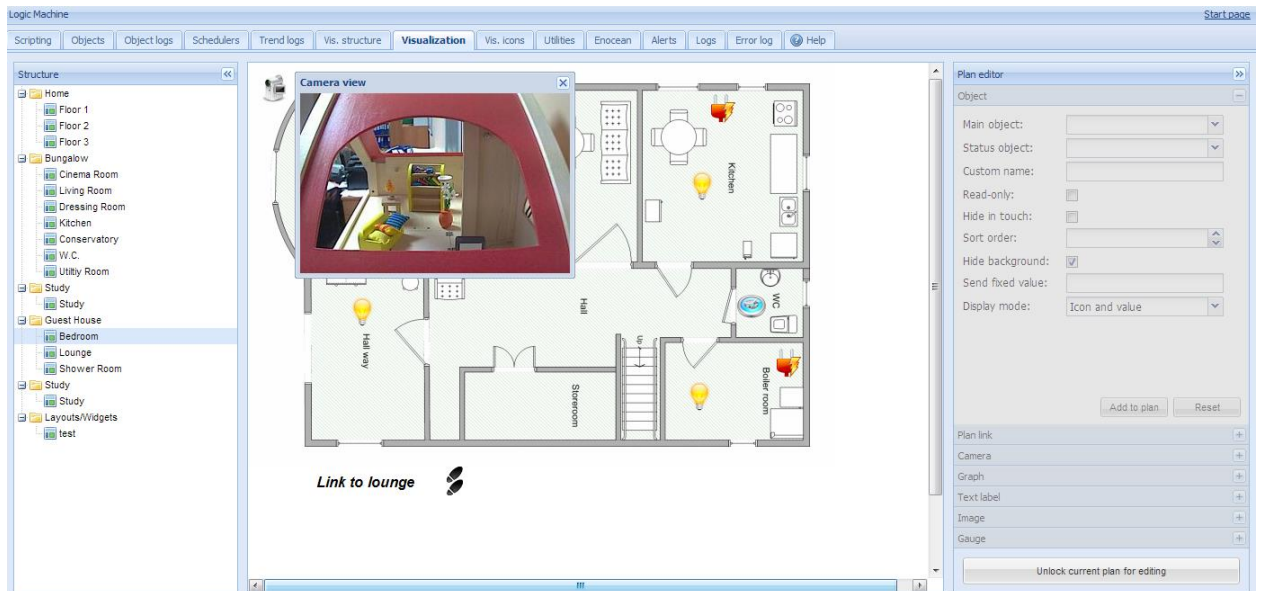 Logic Machine
Start page
Scripting Objects Object logs Schedulers Trend logs Vis. structure Visualization Vis. icons Utilities Enocean Alerts Logs Error log Help
Structure
Home
Floor 1
Floor 2
Floor 3
Bungalow
Cinema Room
Living Room
Dressing Room
Kitchen
Conservatory
W.C.
Utiltiy Room
Study
Study
Guest House
Bedroom
Lounge
Shower Room
Study
Study
Layouts/Widgets
test
Camera view
Kitchen
WC
Hall
Up
Hall way
Storeroom
Boiler room
Link to lounge
Plan editor
Object
Main object:
Status object:
Custom name:
Read-only:
Hide in touch:
Sort order:
Hide background:
Send fixed value:
Display mode: Icon and value
Add to plan Reset
Plan link
Camera
Graph
Text label
Image
Gauge
Unlock current plan for editing